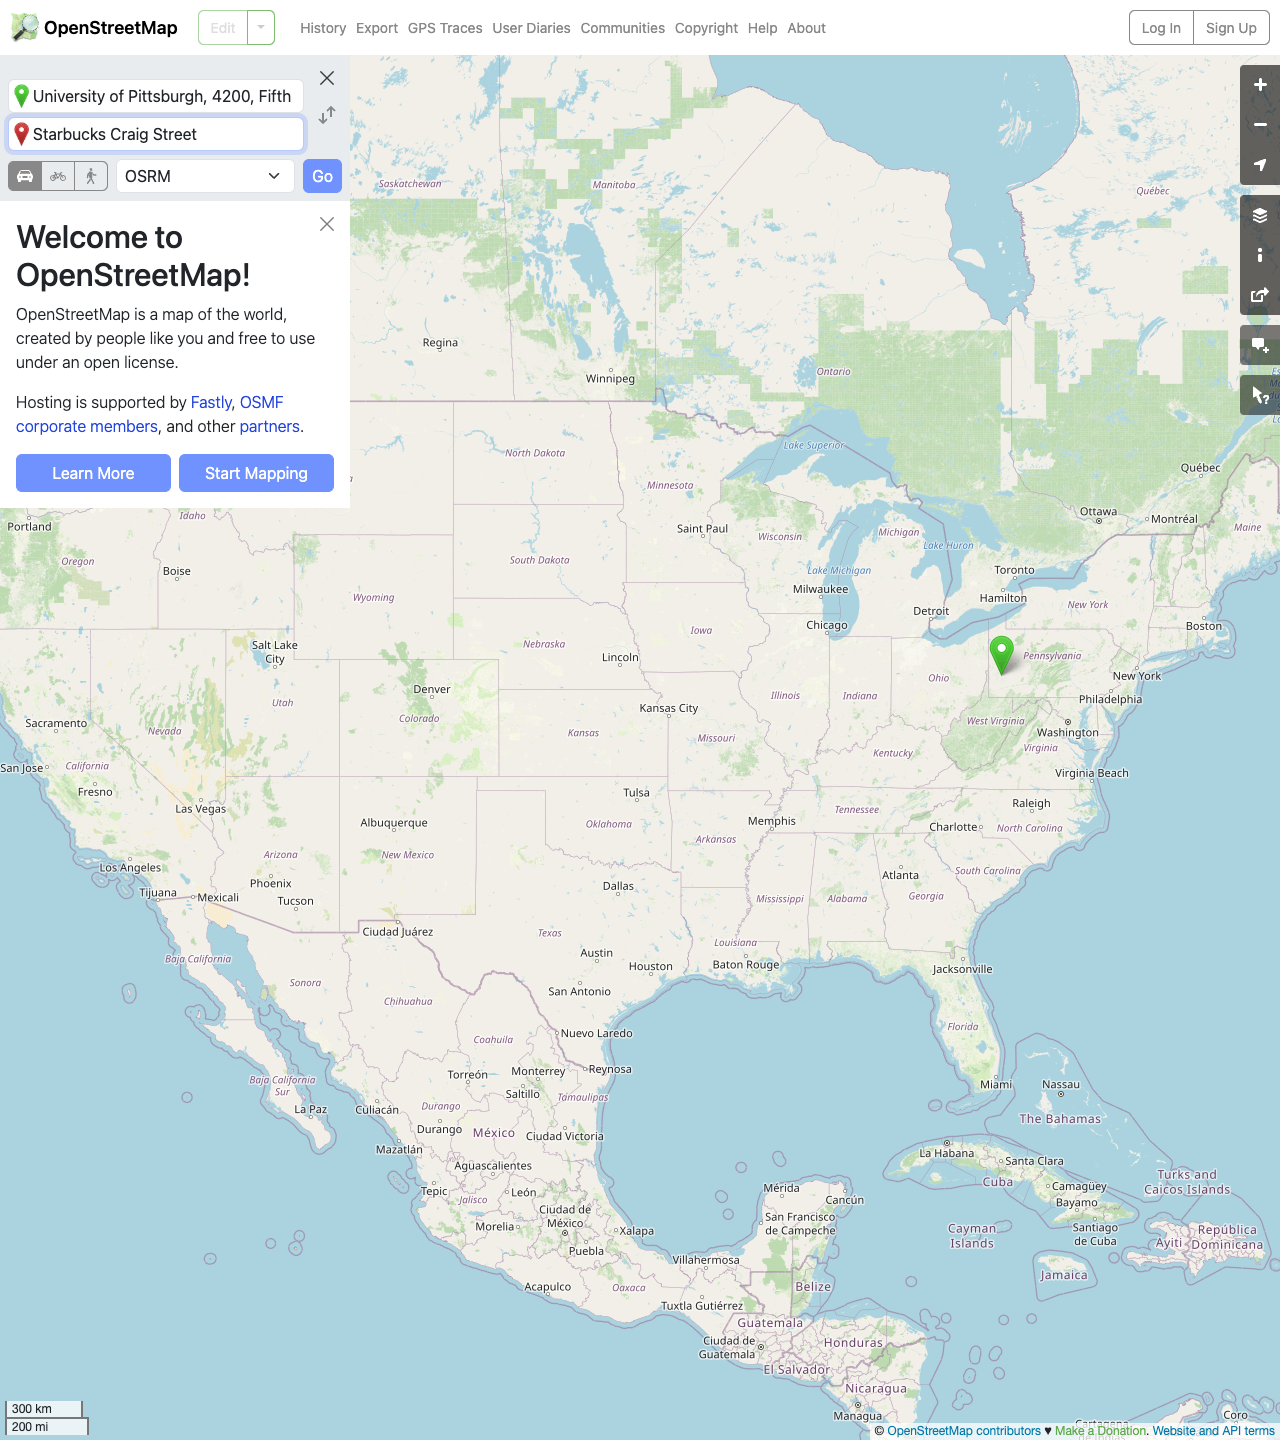 OpenStreetMap
Edit
History Export GPS Traces User Diaries Communities Copyright Help About
Log In Sign Up
University of Pittsburgh, 4200, Fifth
Starbucks Craig Street
OSRM
Go
Welcome to
OpenStreetMap!
OpenStreetMap is a map of the world,
created by people like you and free to use
under an open license.
Hosting is supported by Fastly, OSMF
corporate members, and other partners.
Learn More
Start Mapping
Saskatchewan
Manitoba
Québec
Regina
Winnipeg
Ontario
Lake Superior
North Dakota
Minnesota
Québec
Portland
Idaho
Saint Paul
Wisconsin
Michigan
Lake Huron
Ottawa
Montréal
Maine
Oregon
Boise
South Dakota
Lake Michigan
Toronto
Wyoming
Milwaukee
Hamilton
New York
Detroit
Boston
Salt Lake
City
Nebraska
Iowa
Chicago
Lincoln
Pennsylvania
New York
Denver
Utah
Colorado
Illinois
Indiana
Ohio
Philadelphia
Sacramento
Nevada
Kansas City
Kansas
Missouri
West Virginia
Washington
Virginia
Kentucky
San Jose
California
Virginia Beach
Fresno
Las Vegas
Tulsa
Raleigh
Albuquerque
Oklahoma
Memphis
Tennessee
Charlotte
North Carolina
Arkansas
Los Angeles
Arizona
New Mexico
South Carolina
Phoenix
Atlanta
Tijuana
Mexicali
Tucson
Dallas
Mississippi
Alabama
Georgia
Ciudad Juárez
Texas
Louisiana
Baja California
Austin
Houston
Baton Rouge
Jacksonville
Sonora
San Antonio
Chihuahua
Florida
Nuevo Laredo
Coahuila
Baja California
Sur
Torreón
Monterrey
Reynosa
Miami
Nassau
Saltillo
Tamaulipas
La Paz
Culiacán
Durango
The Bahamas
Durango
México
Ciudad Victoria
Mazatlán
La Habana
Santa Clara
Aguascalientes
Cuba
Camagüey
Turks and
Caicos Islands
Tepic
León
Mérida
Cancún
Bayamo
Jalisco
Ciudad de
México
San Francisco
de Campeche
Morelia
Xalapa
Cayman
Islands
Santiago
de Cuba
República
Dominicana
Ayiti
Puebla
Villahermosa
Jamaica
Acapulco
Oaxaca
Belize
Tuxtla Gutiérrez
Guatemala
Ciudad de
Guatemala
Honduras
El Salvador
Nicaragua
Managua
Coro
Cartagena
de Indias
300 km
200 mi
© OpenStreetMap contributors ♥ Make a Donation. Website and API terms